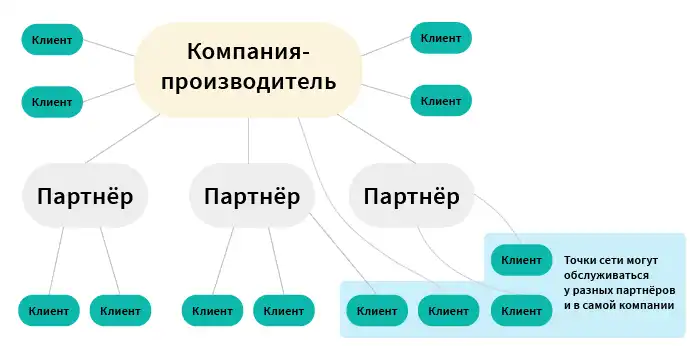 Клиент
Клиент
Компания-
производитель
Клиент
Клиент
Партнёр
Партнёр
Партнёр
Клиент
Точки сети могут
обслуживаться
у разных партнёров
и в самой компании
Клиент
Клиент
Клиент
Клиент
Клиент
Клиент
Клиент